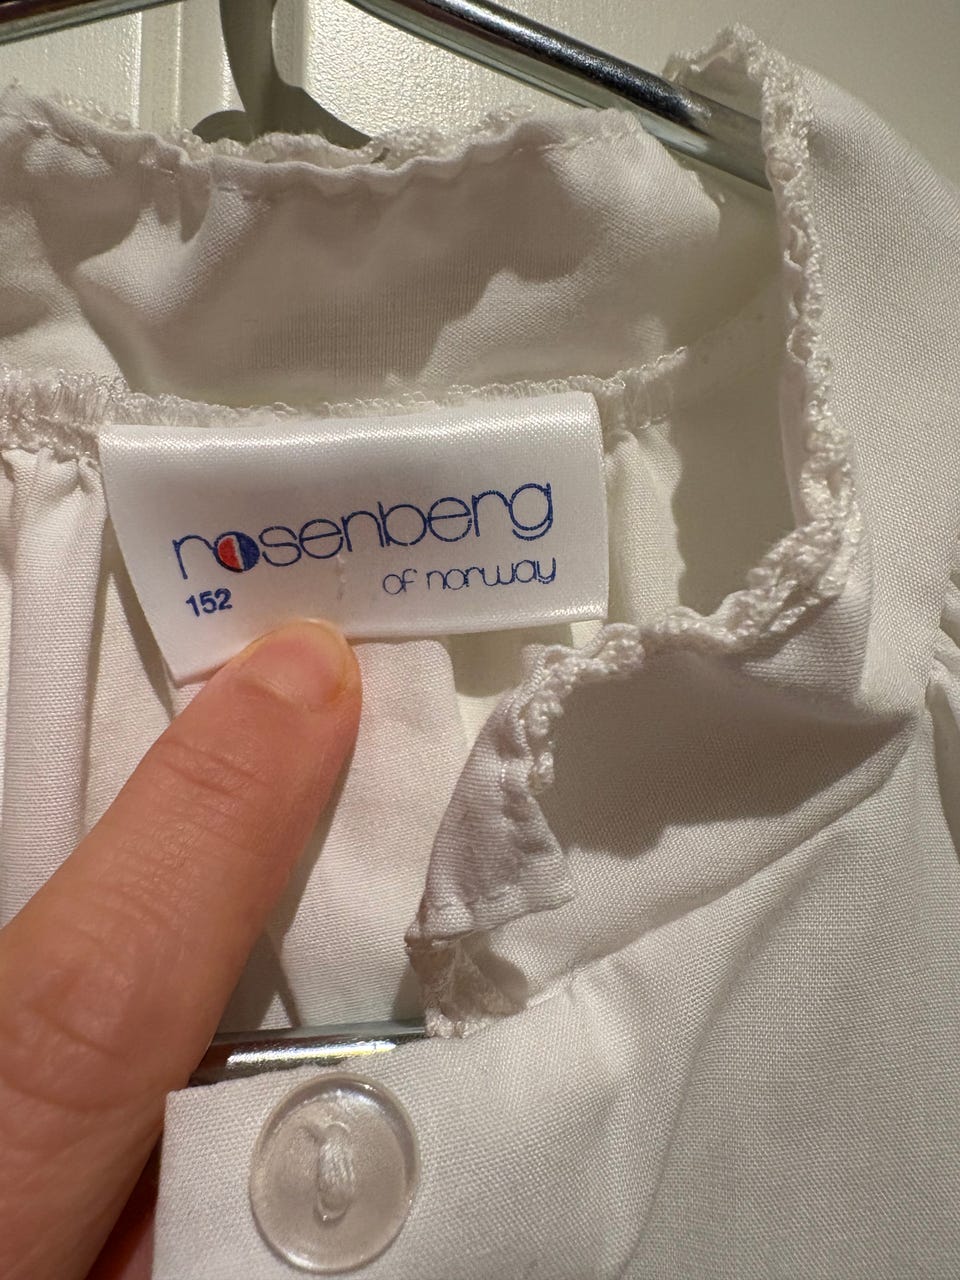 rosenberg
152
of norway